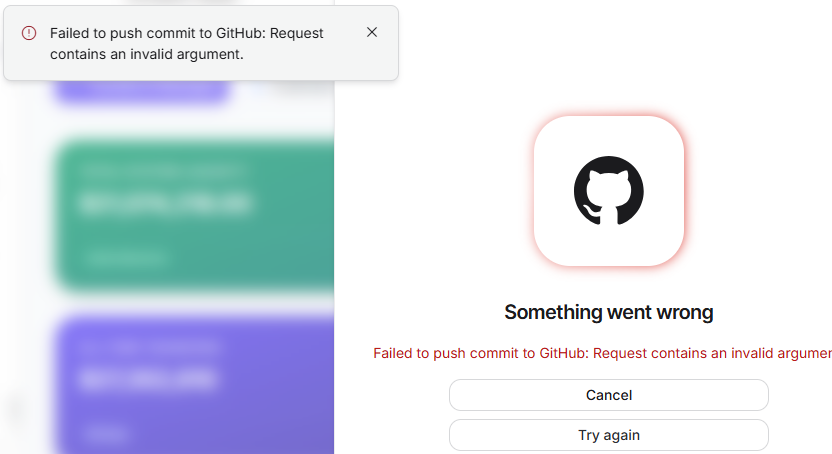 Failed to push commit to GitHub: Request
contains an invalid argument.
Something went wrong
Failed to push commit to GitHub: Request contains an invalid
Cancel
Try again